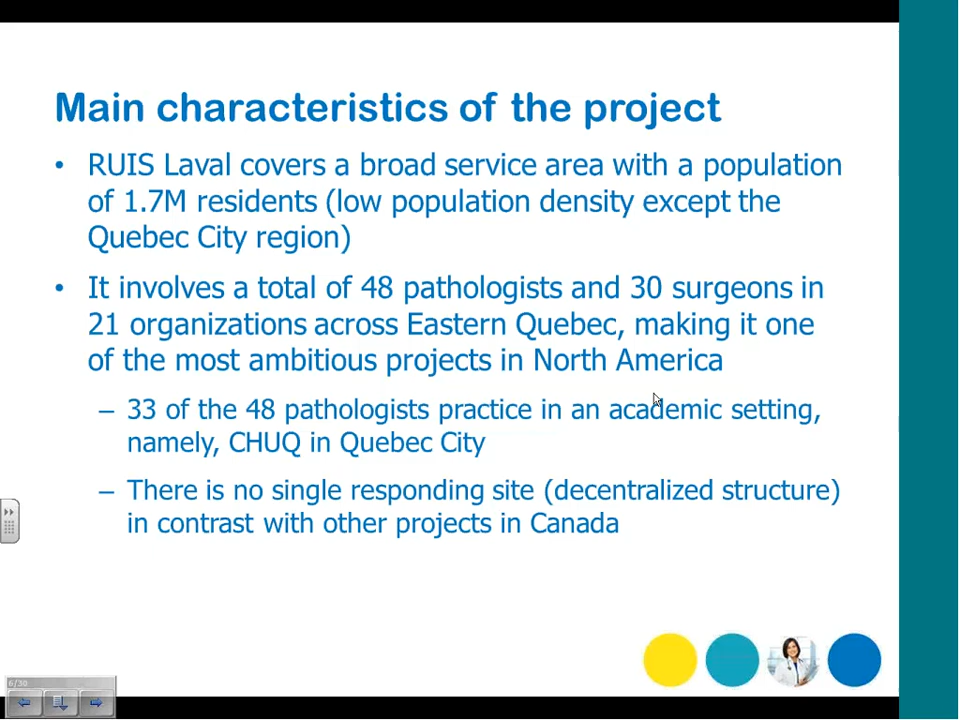 Main characteristics of the project
• RUIS Laval covers a broad service area with a population
of 1.7M residents (low population density except the
Quebec City region)
• It involves a total of 48 pathologists and 30 surgeons in
21 organizations across Eastern Quebec, making it one
of the most ambitious projects in North America
– 33 of the 48 pathologists practice in an academic setting,
namely, CHUQ in Quebec City
– There is no single responding site (decentralized structure)
in contrast with other projects in Canada
6/30